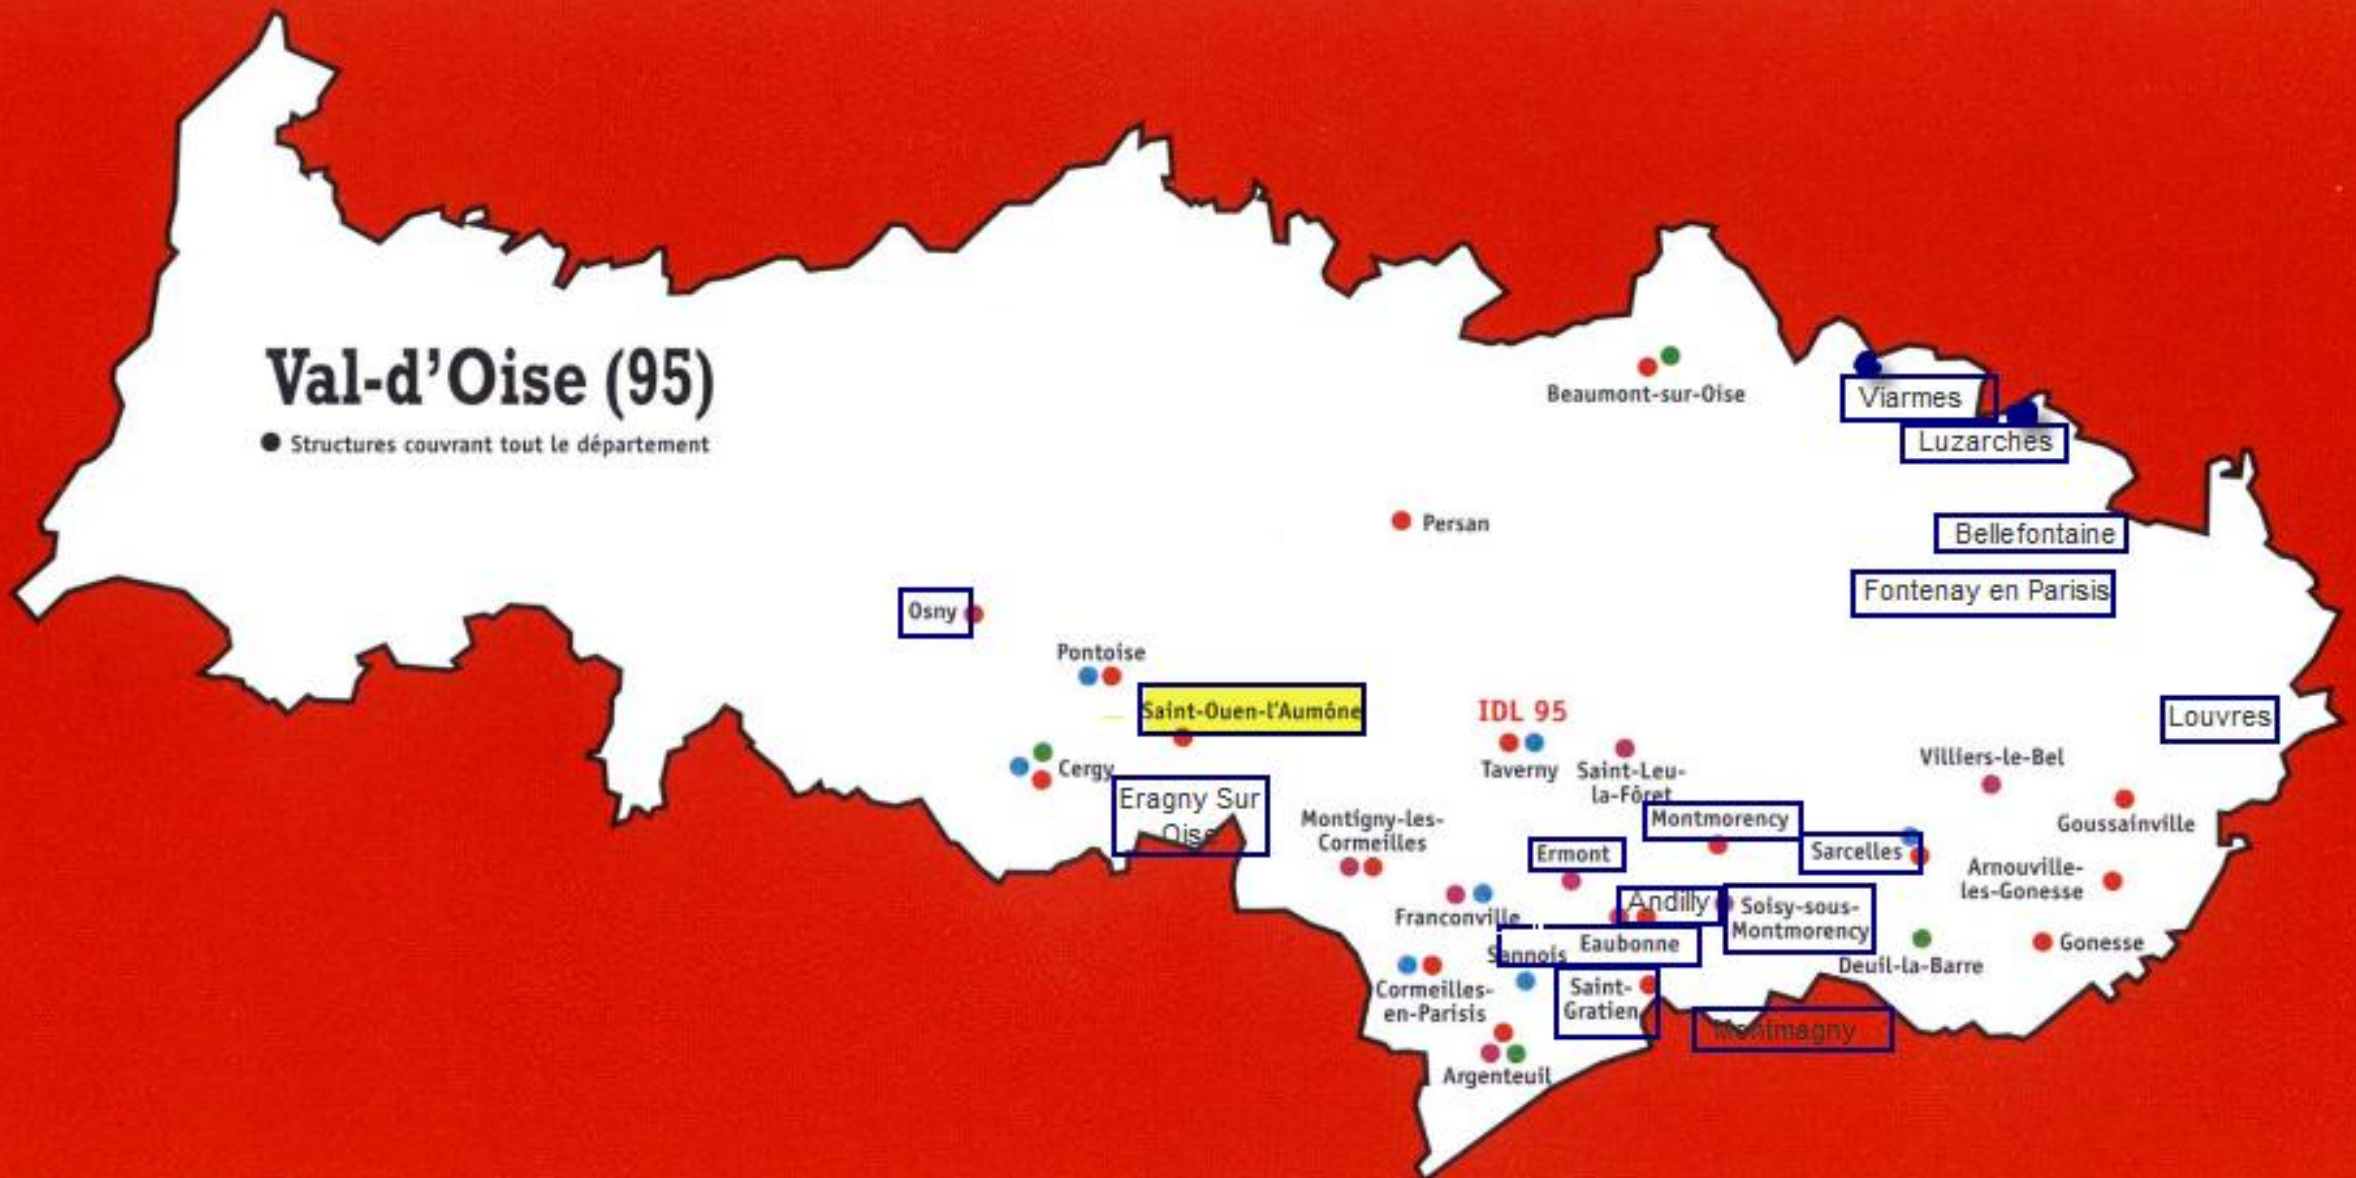 Val-d'Oise (95)
Structures couvrant tout le département
Beaumont-sur-Oise
Viarmes
Luzarches
Persan
Bellefontaine
Fontenay en Parisis
Osny
Pontoise
Saint-Ouen-l'Aumône
IDL 95
Louvres
Cergy
Taverny
Saint-Leu-
la-Fôret
Villiers-le-Bel
Eragny Sur
Oise
Montigny-les-
Cormeilles
Montmorency
Goussainville
Ermont
Sarcelles
Arnouville-
les-Gonesse
Franconville
Andilly
Soisy-sous-
Montmorency
Eaubonne
Sannois
Gonesse
Deuil-la-Barre
Cormeilles-
en-Parisis
Saint-
Gratien
Montmagny
Argenteuil